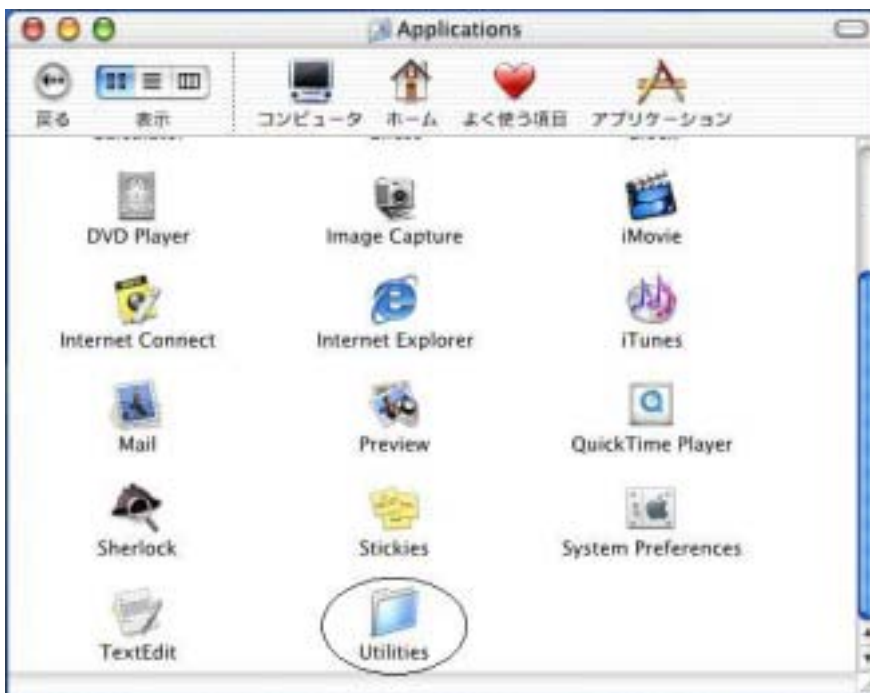 Applications
戻る 表示 コンピュータ ホーム よく使う項目 アプリケーション
DVD Player Image Capture iMovie
Internet Connect Internet Explorer iTunes
Mail Preview QuickTime Player
Sherlock Stickies System Preferences
TextEdit Utilities